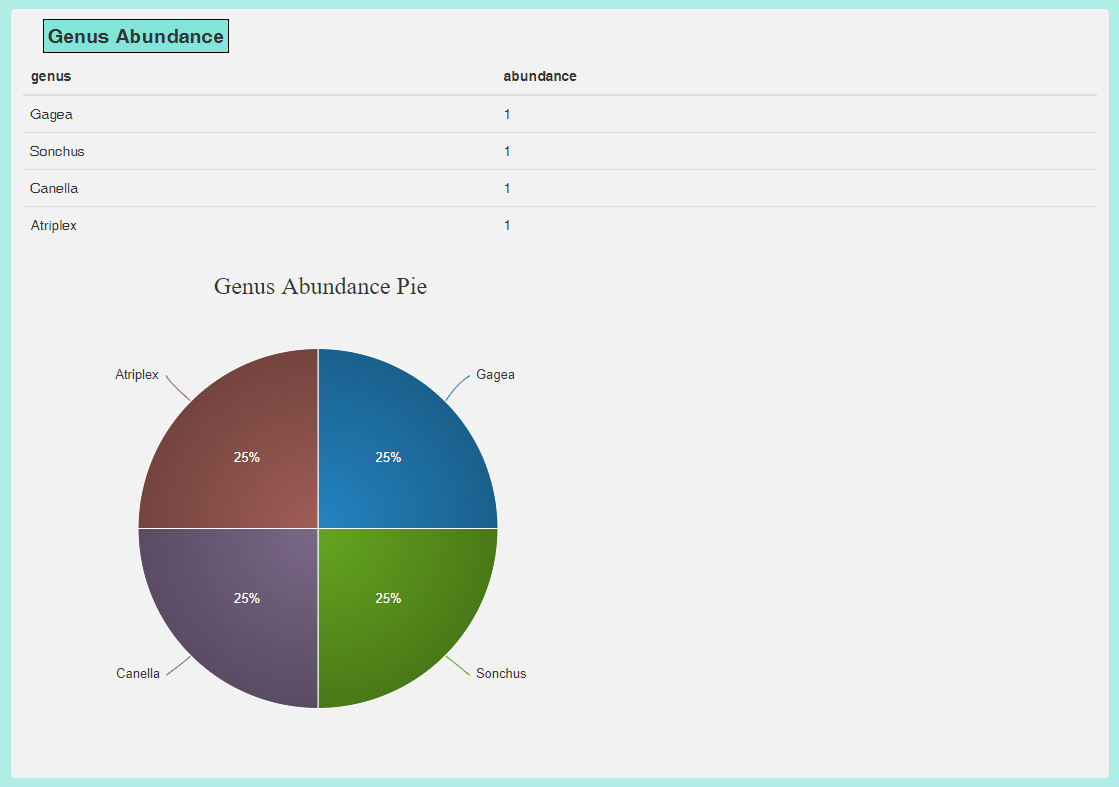 Genus Abundance
genus abundance
Gagea 1
Sonchus 1
Canella 1
Atriplex 1
Genus Abundance Pie
Atriplex Gagea
25% 25%
25% 25%
Canella Sonchus